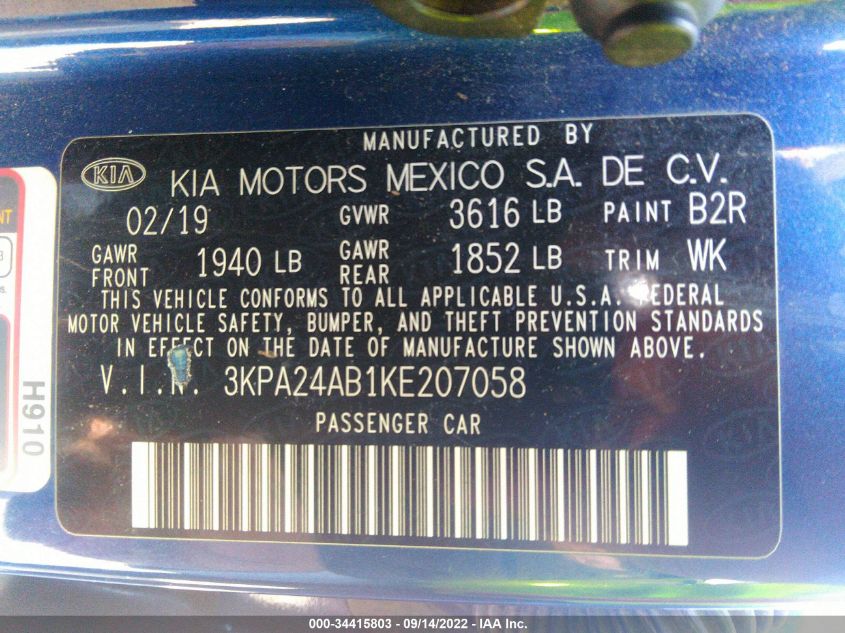 MANUFACTURED BY
KIA KIA MOTORS MEXICO S.A. DE C.V.
02/19 GVWR 3616 LB PAINT B2R
GAWR FRONT 1940 LB GAWR REAR 1852 LB TRIM WK
THIS VEHICLE CONFORMS TO ALL APPLICABLE U.S.A. FEDERAL
MOTOR VEHICLE SAFETY, BUMPER, AND THEFT PREVENTION STANDARDS
IN EFFECT ON THE DATE OF MANUFACTURE SHOWN ABOVE.
V.I.N. 3KPA24AB1KE207058
PASSENGER CAR
H910
000-34415803 - 09/14/2022 - IAA Inc.